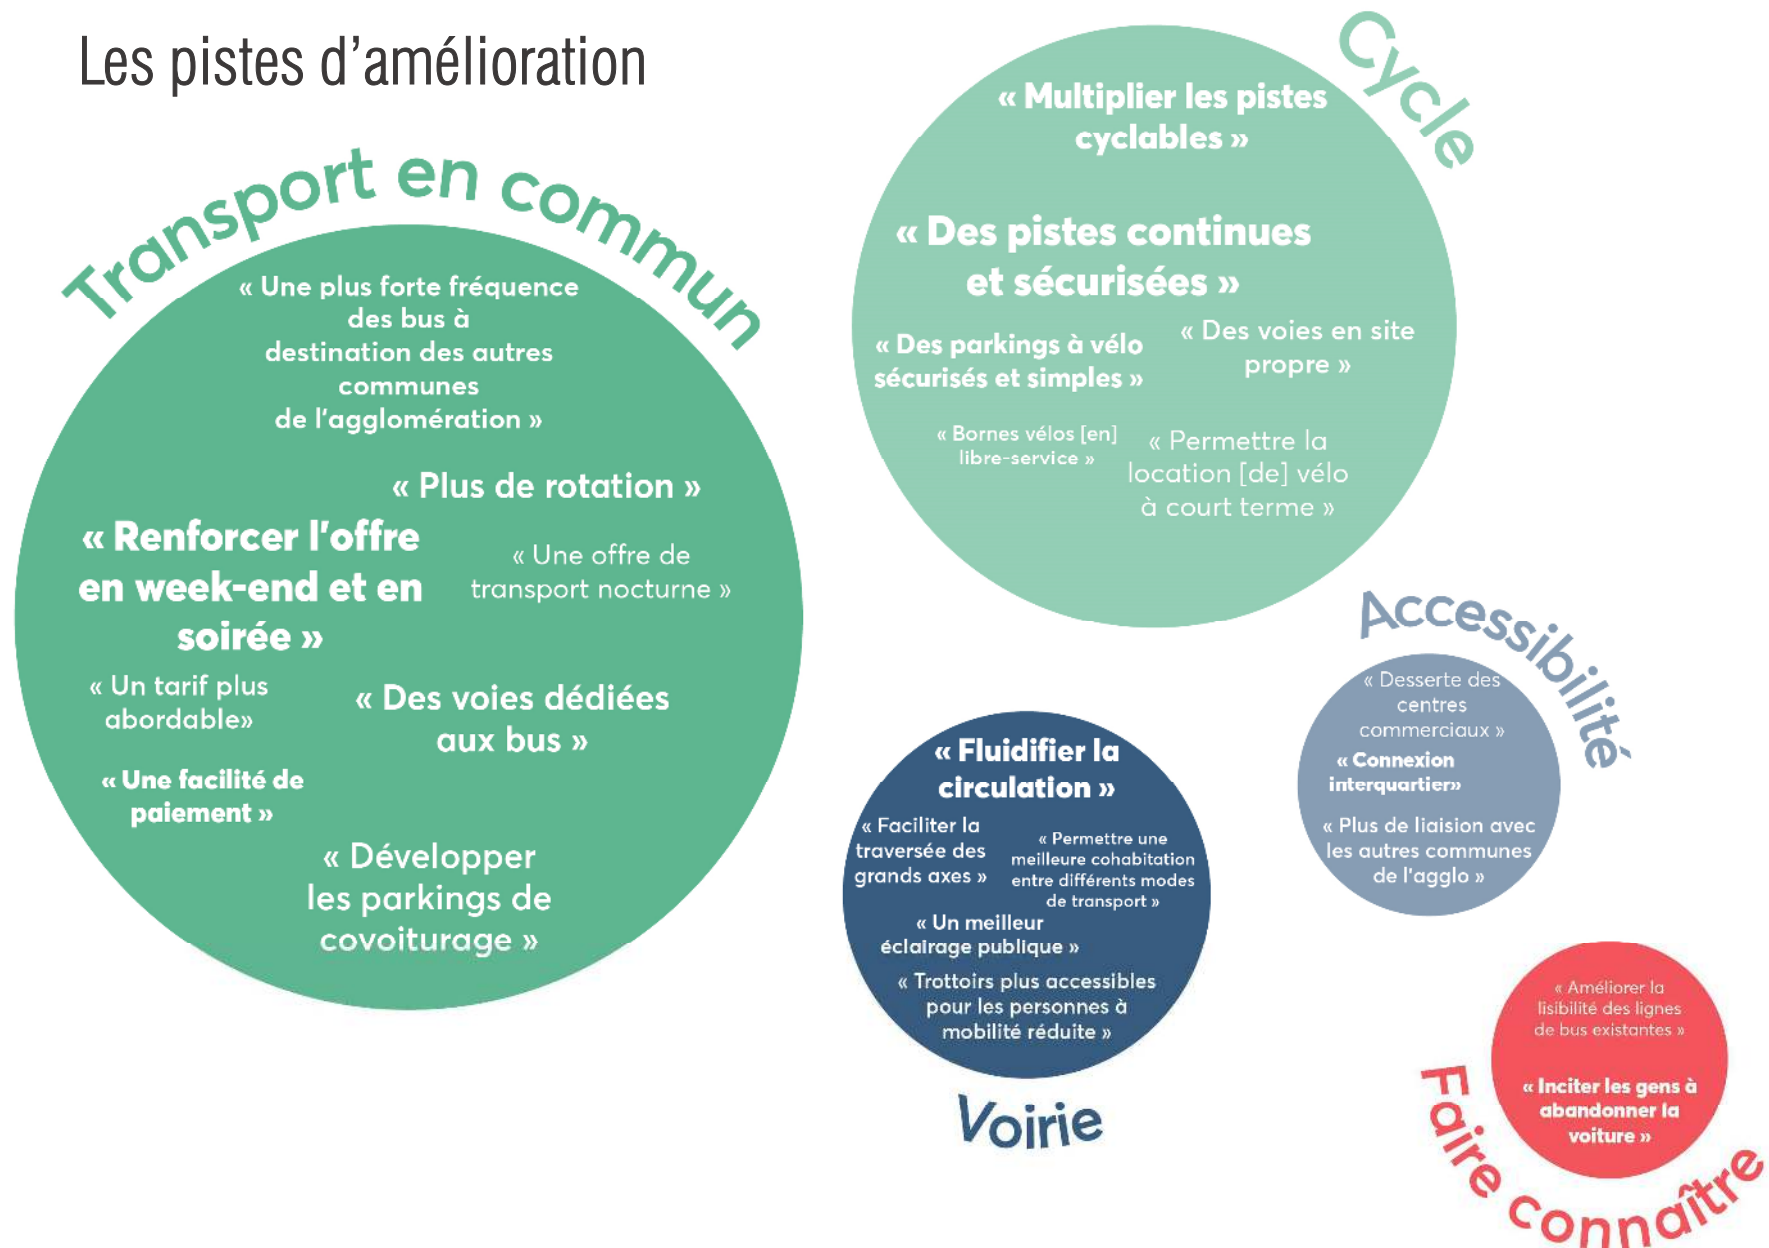 Les pistes d'amélioration
Transport en commun
« Une plus forte fréquence
des bus à
destination des autres
communes
de l'agglomération »
« Plus de rotation »
« Renforcer l'offre
en week-end et en
soirée »
« Une offre de
transport nocturne »
« Un tarif plus
abordable»
« Des voies dédiées
aux bus »
« Une facilité de
paiement »
« Développer
les parkings de
covoiturage »
Cycle
« Multiplier les pistes
cyclables »
« Des pistes continues
et sécurisées »
« Des parkings à vélo
sécurisés et simples »
« Des voies en site
propre »
« Bornes vélos [en]
libre-service »
« Permettre la
location [de] vélo
à court terme »
Accessibilité
« Desserte des
centres
commerciaux »
« Connexion
interquartier»
« Plus de liaision avec
les autres communes
de l'agglo »
« Fluidifier la
circulation »
« Faciliter la
traversée des
grands axes »
« Permettre une
meilleure cohabitation
entre différents modes
de transport »
« Un meilleur
éclairage publique »
« Trottoirs plus accessibles
pour les personnes à
mobilité réduite »
Voirie
« Améliorer la
lisibilité des lignes
de bus existantes »
« Inciter les gens à
abandonner la
voiture »
Faire connaître